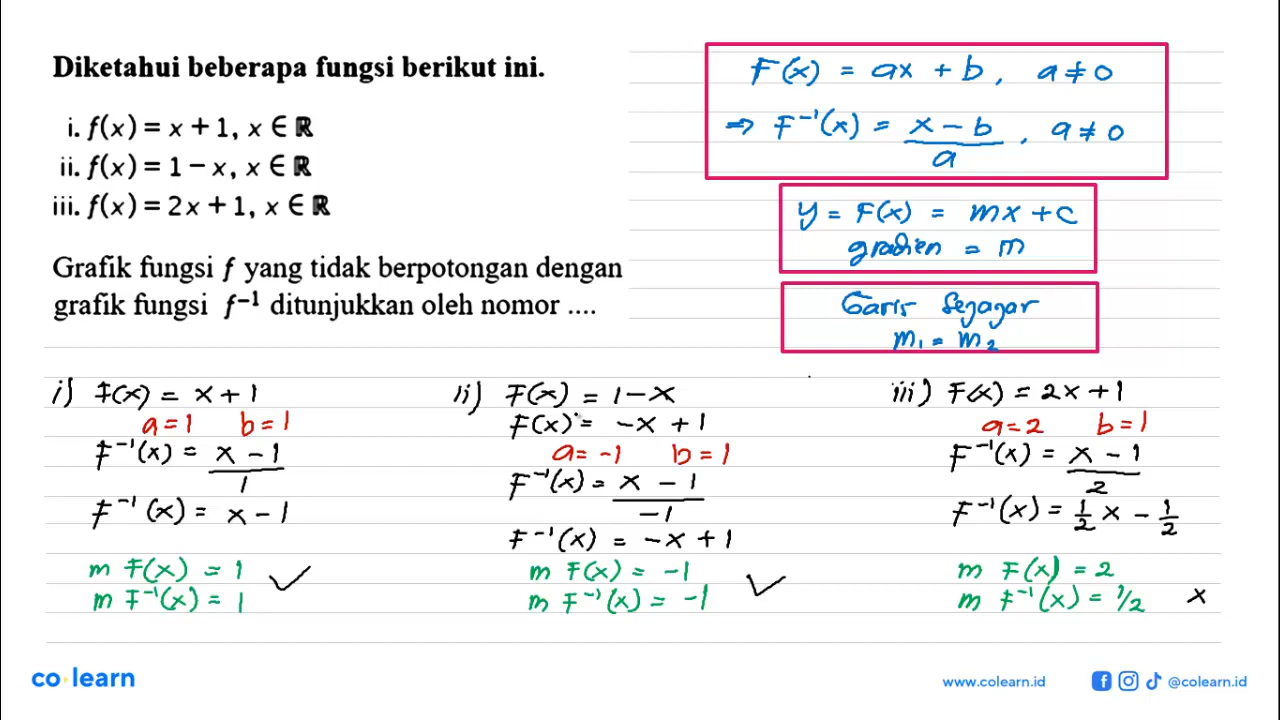 Diketahui beberapa fungsi berikut ini.
i. f(x) = x + 1, x ∈ ℝ
ii. f(x) = 1 − x, x ∈ ℝ
iii. f(x) = 2x + 1, x ∈ ℝ
Grafik fungsi f yang tidak berpotongan dengan
grafik fungsi f⁻¹ ditunjukkan oleh nomor ....
F(x) = ax + b, a ≠ 0
⇒ F⁻¹(x) = (x − b)/a, a ≠ 0
y = F(x) = mx + c
gradien = m
Garis Sejajar
m₁ = m₂
i) F(x) = x + 1
a = 1 b = 1
F⁻¹(x) = (x − 1)/1
F⁻¹(x) = x − 1
m F(x) = 1
m F⁻¹(x) = 1 ✓
ii) F(x) = 1 − x
F(x) = −x + 1
a = −1 b = 1
F⁻¹(x) = (x − 1)/−1
F⁻¹(x) = −x + 1
m F(x) = −1
m F⁻¹(x) = −1 ✓
iii) F(x) = 2x + 1
a = 2 b = 1
F⁻¹(x) = (x − 1)/2
F⁻¹(x) = 1/2 x − 1/2
m F(x) = 2
m F⁻¹(x) = 1/2 ×
co·learn
www.colearn.id
@colearn.id